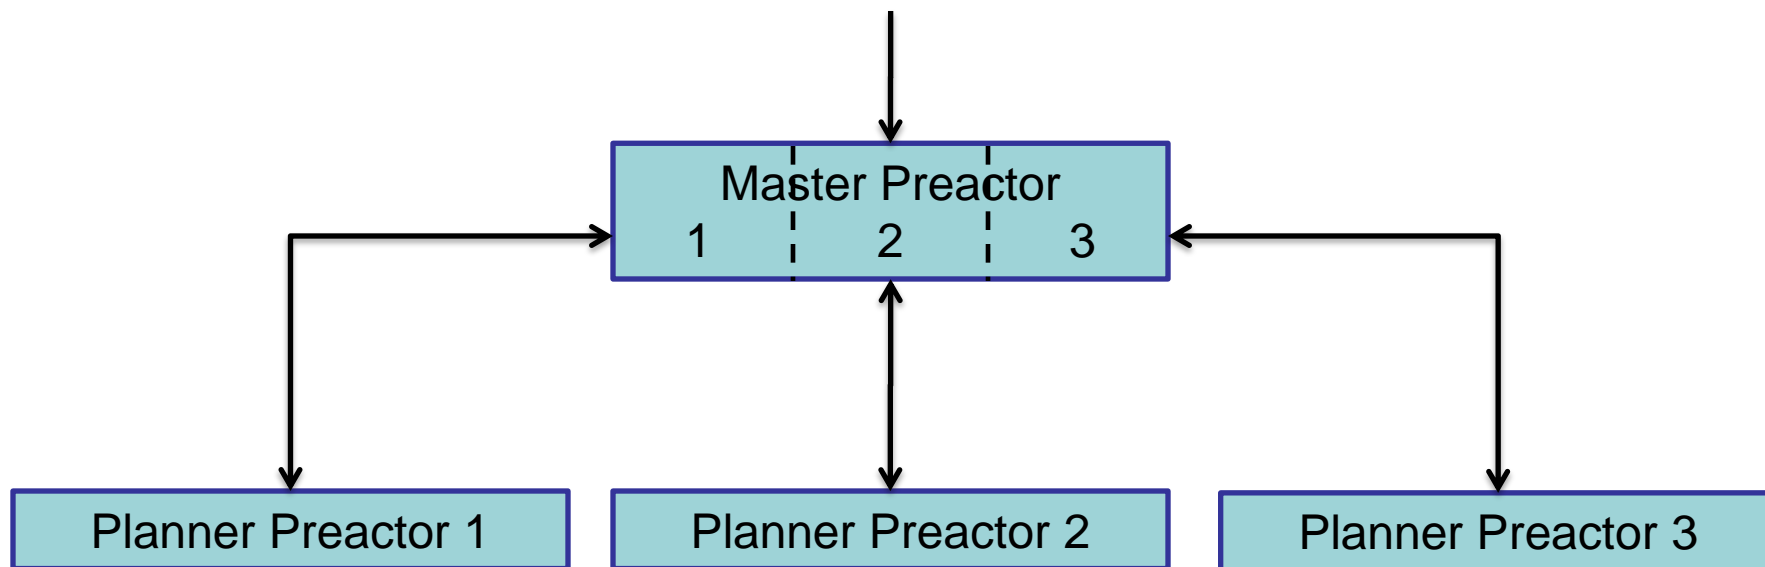 Master Preactor
1 2 3
Planner Preactor 1
Planner Preactor 2
Planner Preactor 3